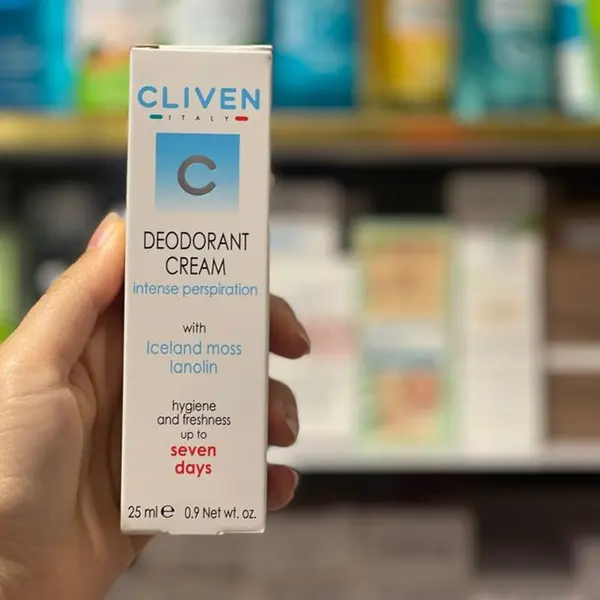 CLIVEN
ITALY
C
DEODORANT
CREAM
intense perspiration
with
Iceland moss
lanolin
hygiene
and freshness
up to
seven
days
25 ml e 0.9 Net wt. oz.